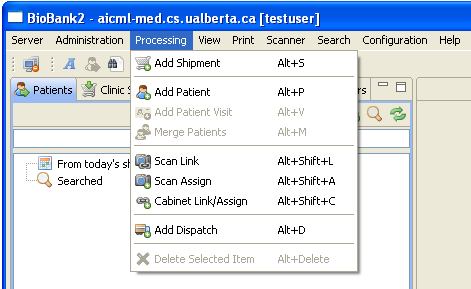 BioBank2 - aicml-med.cs.ualberta.ca [testuser]
Server Administration Processing View Print Scanner Search Configuration Help
Add Shipment Alt+S
Patients Clinic S
Add Patient Alt+P
Add Patient Visit Alt+V
Merge Patients Alt+M
From today's sh
Scan Link Alt+Shift+L
Searched
Scan Assign Alt+Shift+A
Cabinet Link/Assign Alt+Shift+C
Add Dispatch Alt+D
Delete Selected Item Alt+Delete